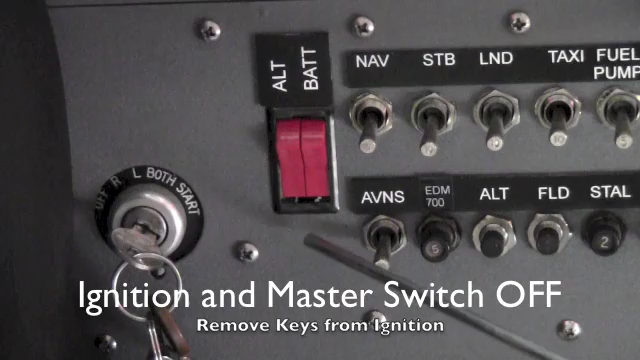 ALT BATT
NAV STB LND TAXI FUEL
PUMP
OFF R L BOTH START
AVNS EDM 700 ALT FLD STAL
5 2
Ignition and Master Switch OFF
Remove Keys from Ignition